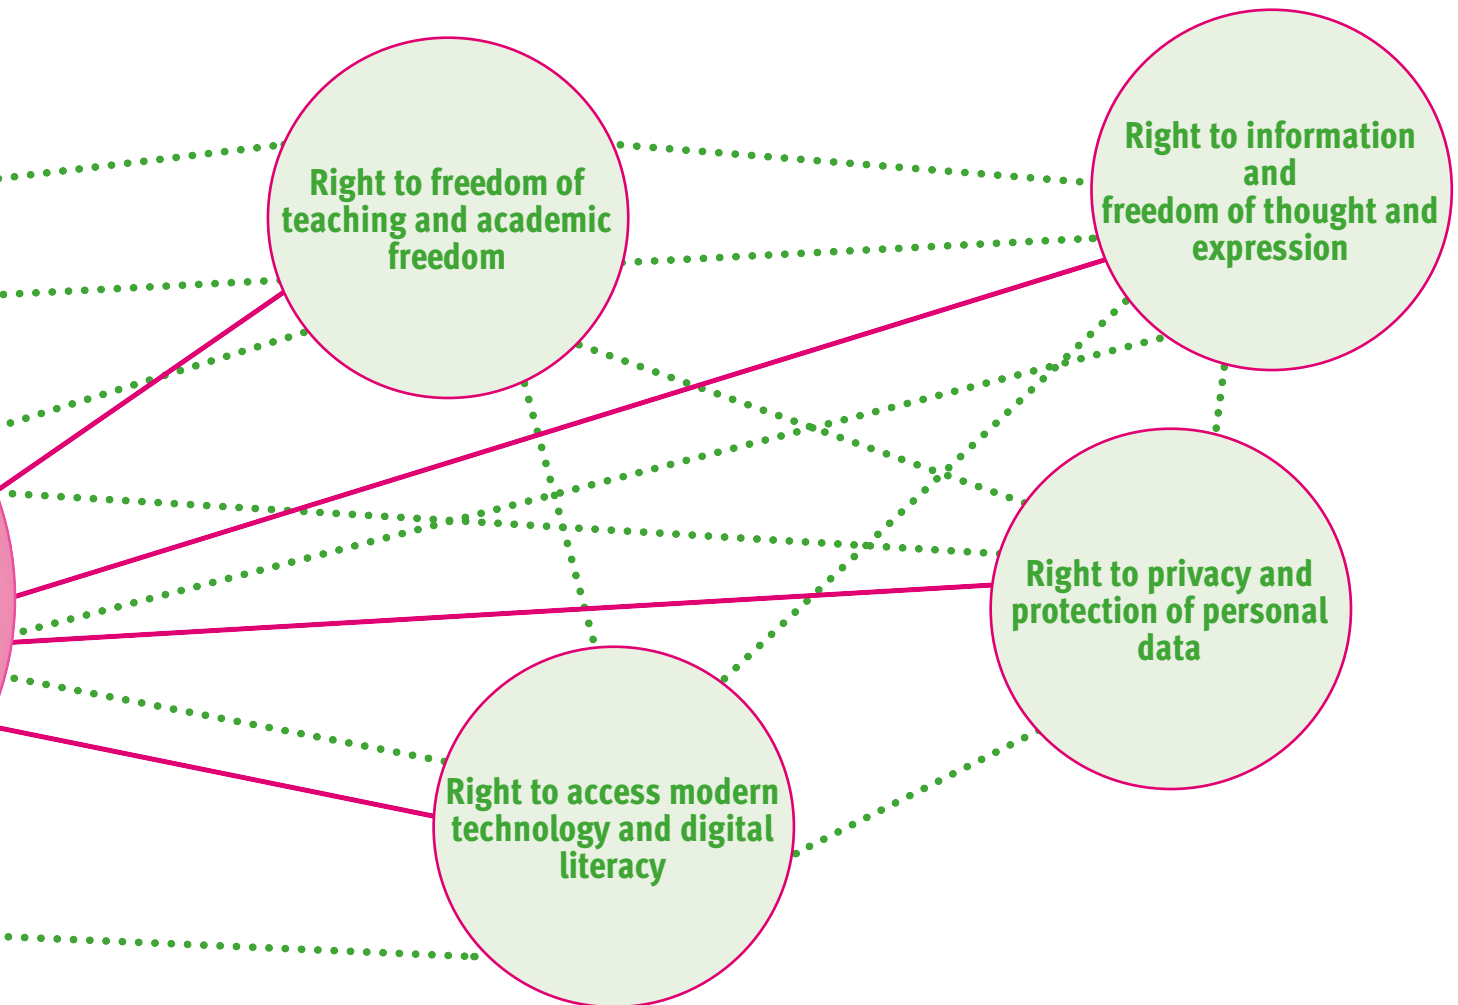 Right to freedom of
teaching and academic
freedom
Right to information
and
freedom of thought and
expression
Right to privacy and
protection of personal
data
Right to access modern
technology and digital
literacy